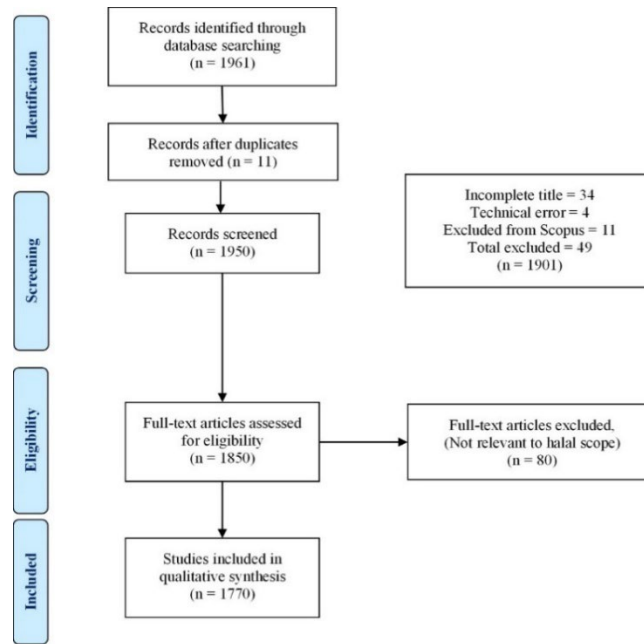 Identification
Records identified through
database searching
(n = 1961)
Records after duplicates
removed (n = 11)
Screening
Records screened
(n = 1950)
Incomplete title = 34
Technical error = 4
Excluded from Scopus = 11
Total excluded = 49
(n = 1901)
Eligibility
Full-text articles assessed
for eligibility
(n = 1850)
Full-text articles excluded,
(Not relevant to halal scope)
(n = 80)
Included
Studies included in
qualitative synthesis
(n = 1770)